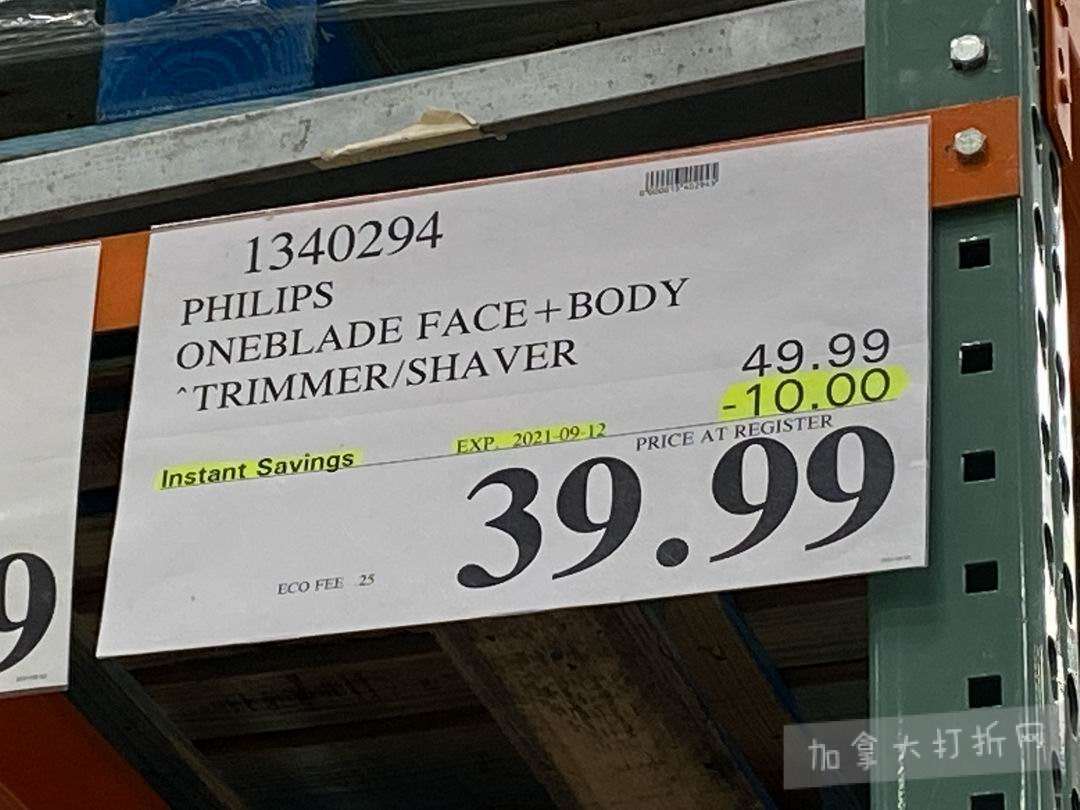 1340294
PHILIPS
ONEBLADE FACE+BODY
^TRIMMER/SHAVER
49.99
-10.00
Instant Savings
EXP. 2021-09-12
PRICE AT REGISTER
39.99
ECO FEE .25
9
加拿大打折网